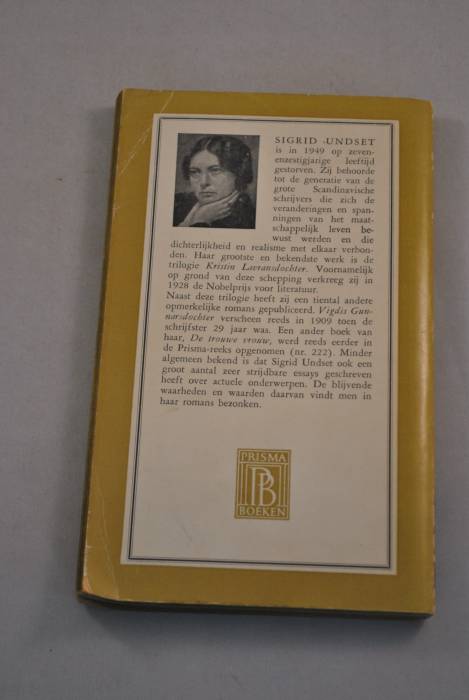 SIGRID UNDSET
is in 1949 op zeven-
enzestigjarige leeftijd
gestorven. Zij behoorde
tot de generatie van de
grote Scandinavische
schrijvers die zich de
veranderingen en span-
ningen van het maat-
schappelijk leven be-
wust werden en die
dichterlijkheid en realisme met elkaar verbon-
den. Haar grootste en bekendste werk is de
trilogie Kristin Lavransdochter. Voornamelijk
op grond van deze schepping verkreeg zij in
1928 de Nobelprijs voor literatuur.
Naast deze trilogie heeft zij een tiental andere
opmerkelijke romans gepubliceerd. Vigdis Gun-
narsdochter verscheen reeds in 1909 toen de
schrijfster 29 jaar was. Een ander boek van
haar, De trouwe vrouw, werd reeds eerder in
de Prisma-reeks opgenomen (nr. 222). Minder
algemeen bekend is dat Sigrid Undset ook een
groot aantal zeer strijdbare essays geschreven
heeft over actuele onderwerpen. De blijvende
waarheden en waarden daarvan vindt men in
haar romans bezonken.
PRISMA
PB
BOEKEN